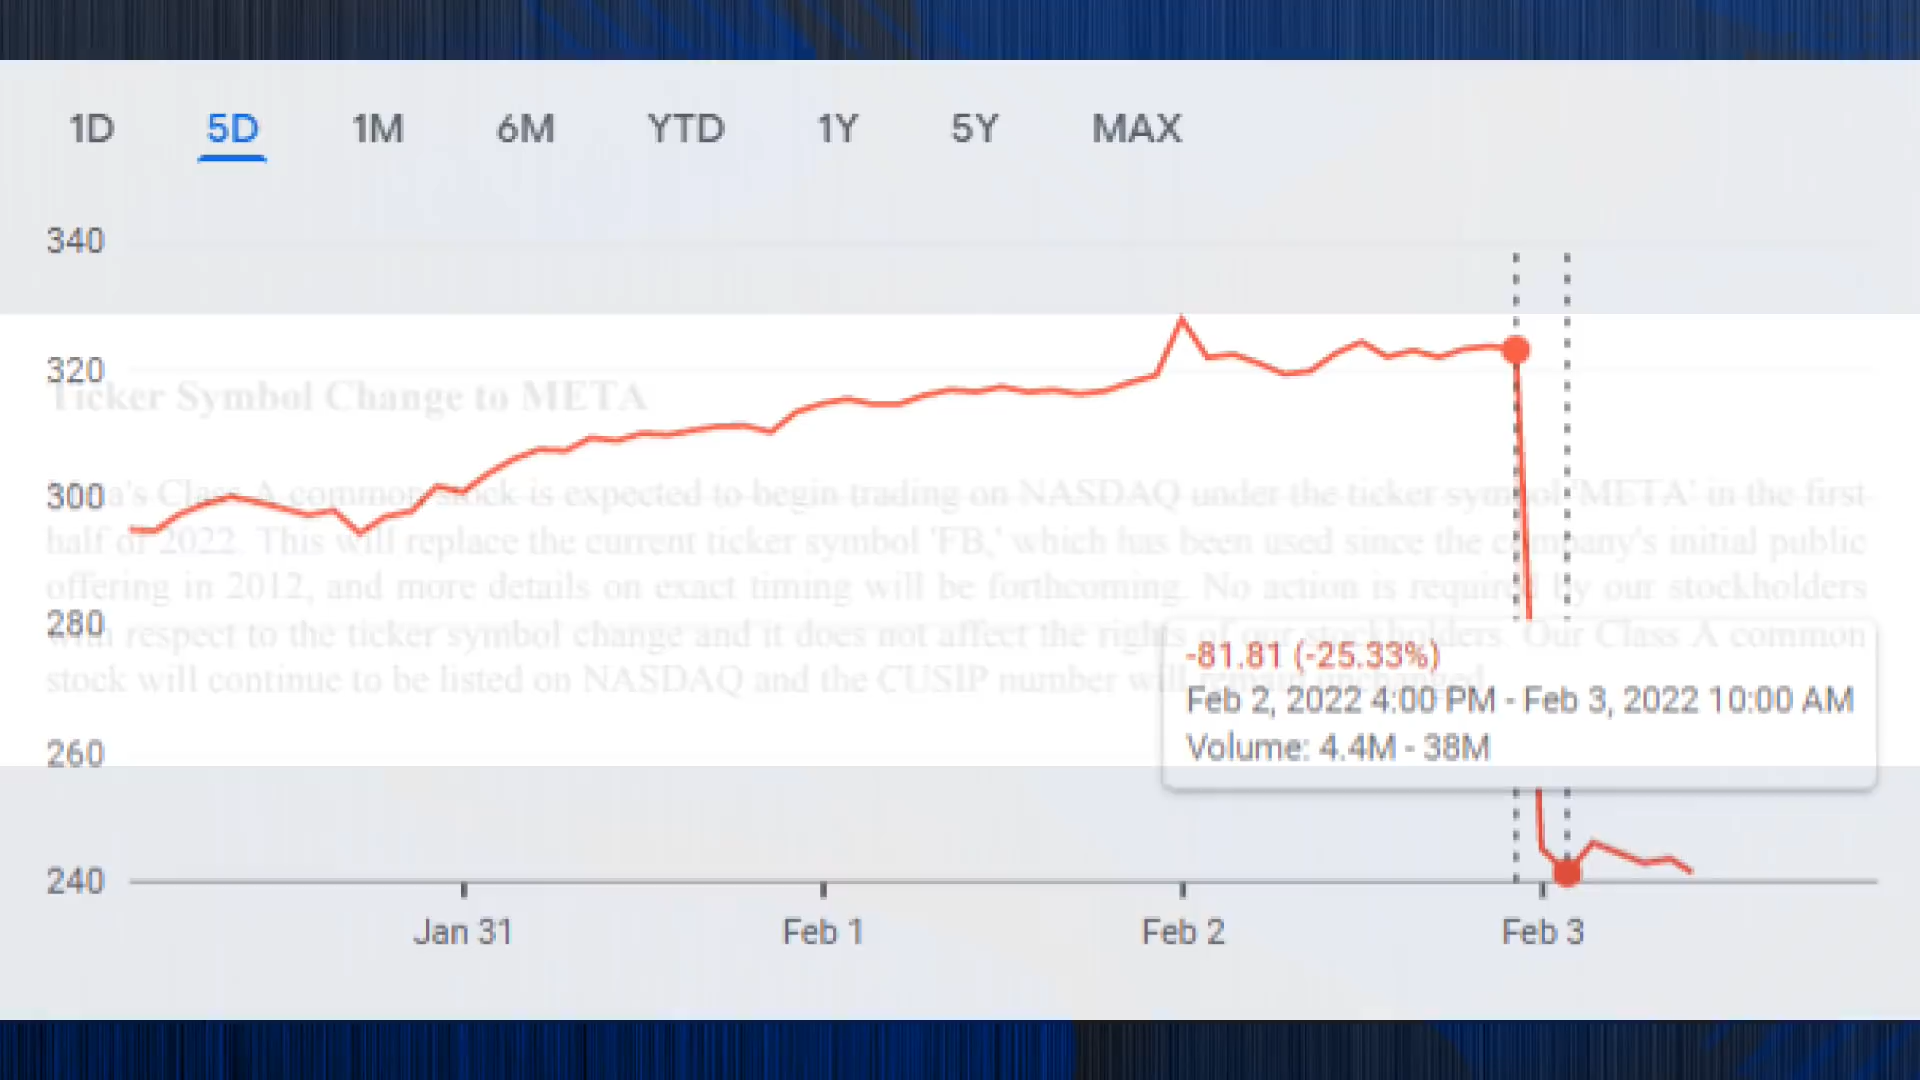 1D 5D 1M 6M YTD 1Y 5Y MAX
340
320
Ticker Symbol Change to META
300
a's Class A common stock is expected to begin trading on NASDAQ under the ticker symbol 'META' in the first
half of 2022. This will replace the current ticker symbol 'FB,' which has been used since the company's initial public
offering in 2012, and more details on exact timing will be forthcoming. No action is required by our stockholders
280
with respect to the ticker symbol change and it does not affect the rights of our stockholders. Our Class A common
stock will continue to be listed on NASDAQ and the CUSIP number will remain unchanged.
-81.81 (-25.33%)
Feb 2, 2022 4:00 PM - Feb 3, 2022 10:00 AM
Volume: 4.4M - 38M
260
240
Jan 31 Feb 1 Feb 2 Feb 3